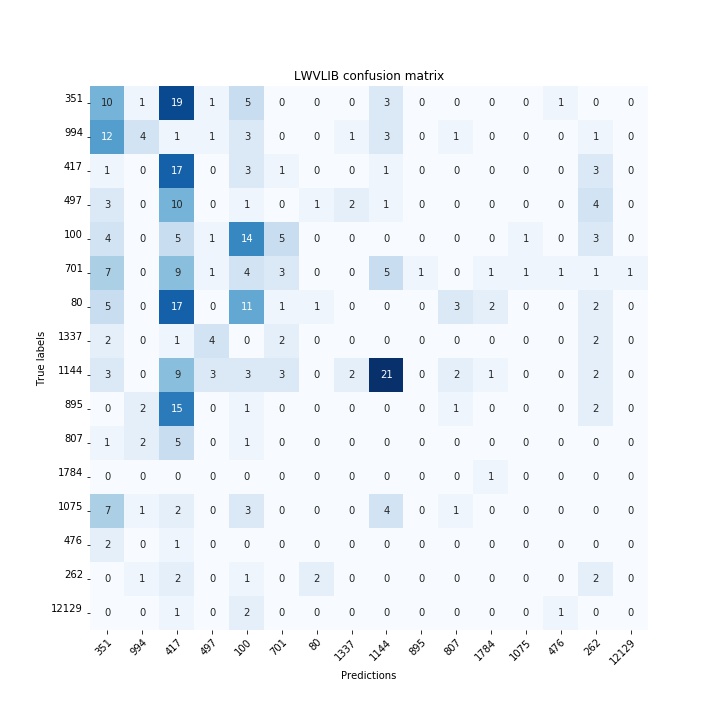 LWVLIB confusion matrix
351 10 1 19 1 5 0 0 0 3 0 0 0 0 1 0 0
994 12 4 1 1 3 0 0 1 3 0 1 0 0 0 1 0
417 1 0 17 0 3 1 0 0 1 0 0 0 0 0 3 0
497 3 0 10 0 1 0 1 2 1 0 0 0 0 0 4 0
100 4 0 5 1 14 5 0 0 0 0 0 0 1 0 3 0
701 7 0 9 1 4 3 0 0 5 1 0 1 1 1 1 1
80 5 0 17 0 11 1 1 0 0 0 3 2 0 0 2 0
1337 2 0 1 4 0 2 0 0 0 0 0 0 0 0 2 0
1144 3 0 9 3 3 3 0 2 21 0 2 1 0 0 2 0
895 0 2 15 0 1 0 0 0 0 0 1 0 0 0 2 0
807 1 2 5 0 1 0 0 0 0 0 0 0 0 0 0 0
1784 0 0 0 0 0 0 0 0 0 0 0 1 0 0 0 0
1075 7 1 2 0 3 0 0 0 4 0 1 0 0 0 0 0
476 2 0 1 0 0 0 0 0 0 0 0 0 0 0 0 0
262 0 1 2 0 1 0 2 0 0 0 0 0 0 0 2 0
12129 0 0 1 0 2 0 0 0 0 0 0 0 0 1 0 0
351 994 417 497 100 701 80 1337 1144 895 807 1784 1075 476 262 12129
Predictions
True labels